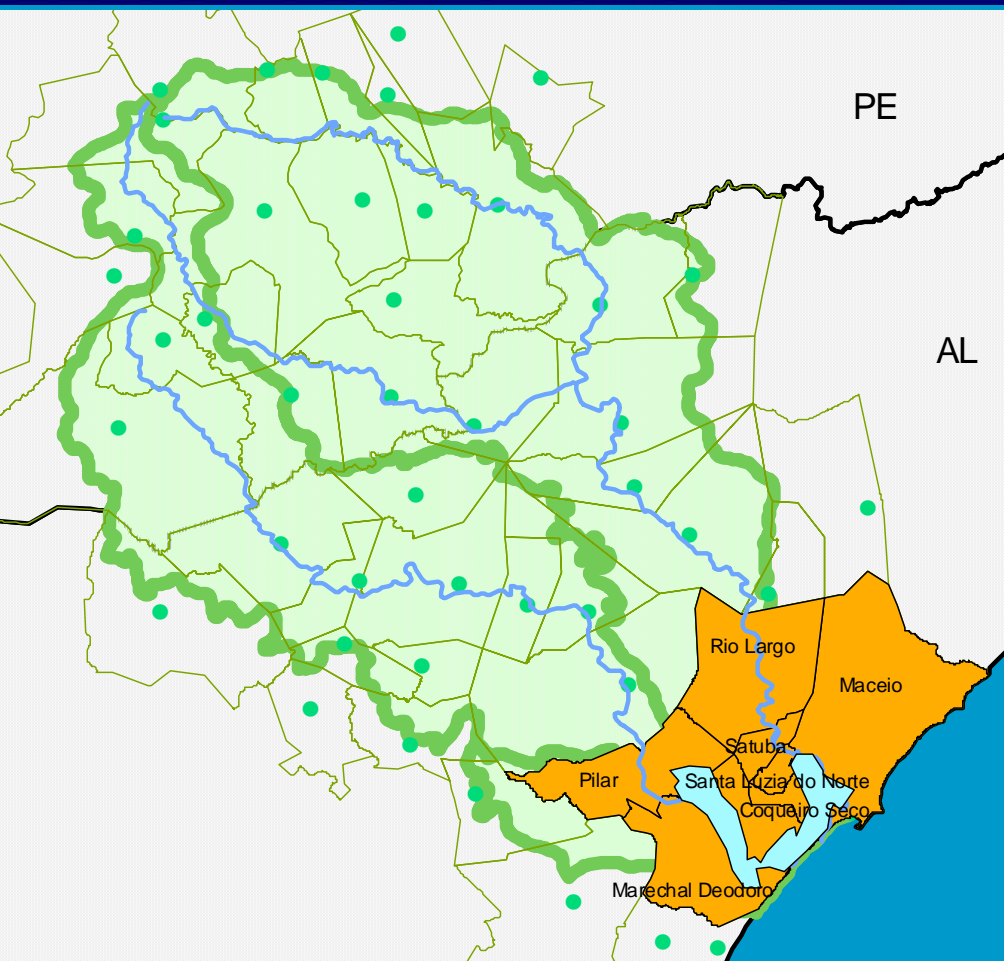 PE
AL
Rio Largo
Maceio
Satuba
Pilar
Santa Luzia do Norte
Coqueiro Seco
Marechal Deodoro